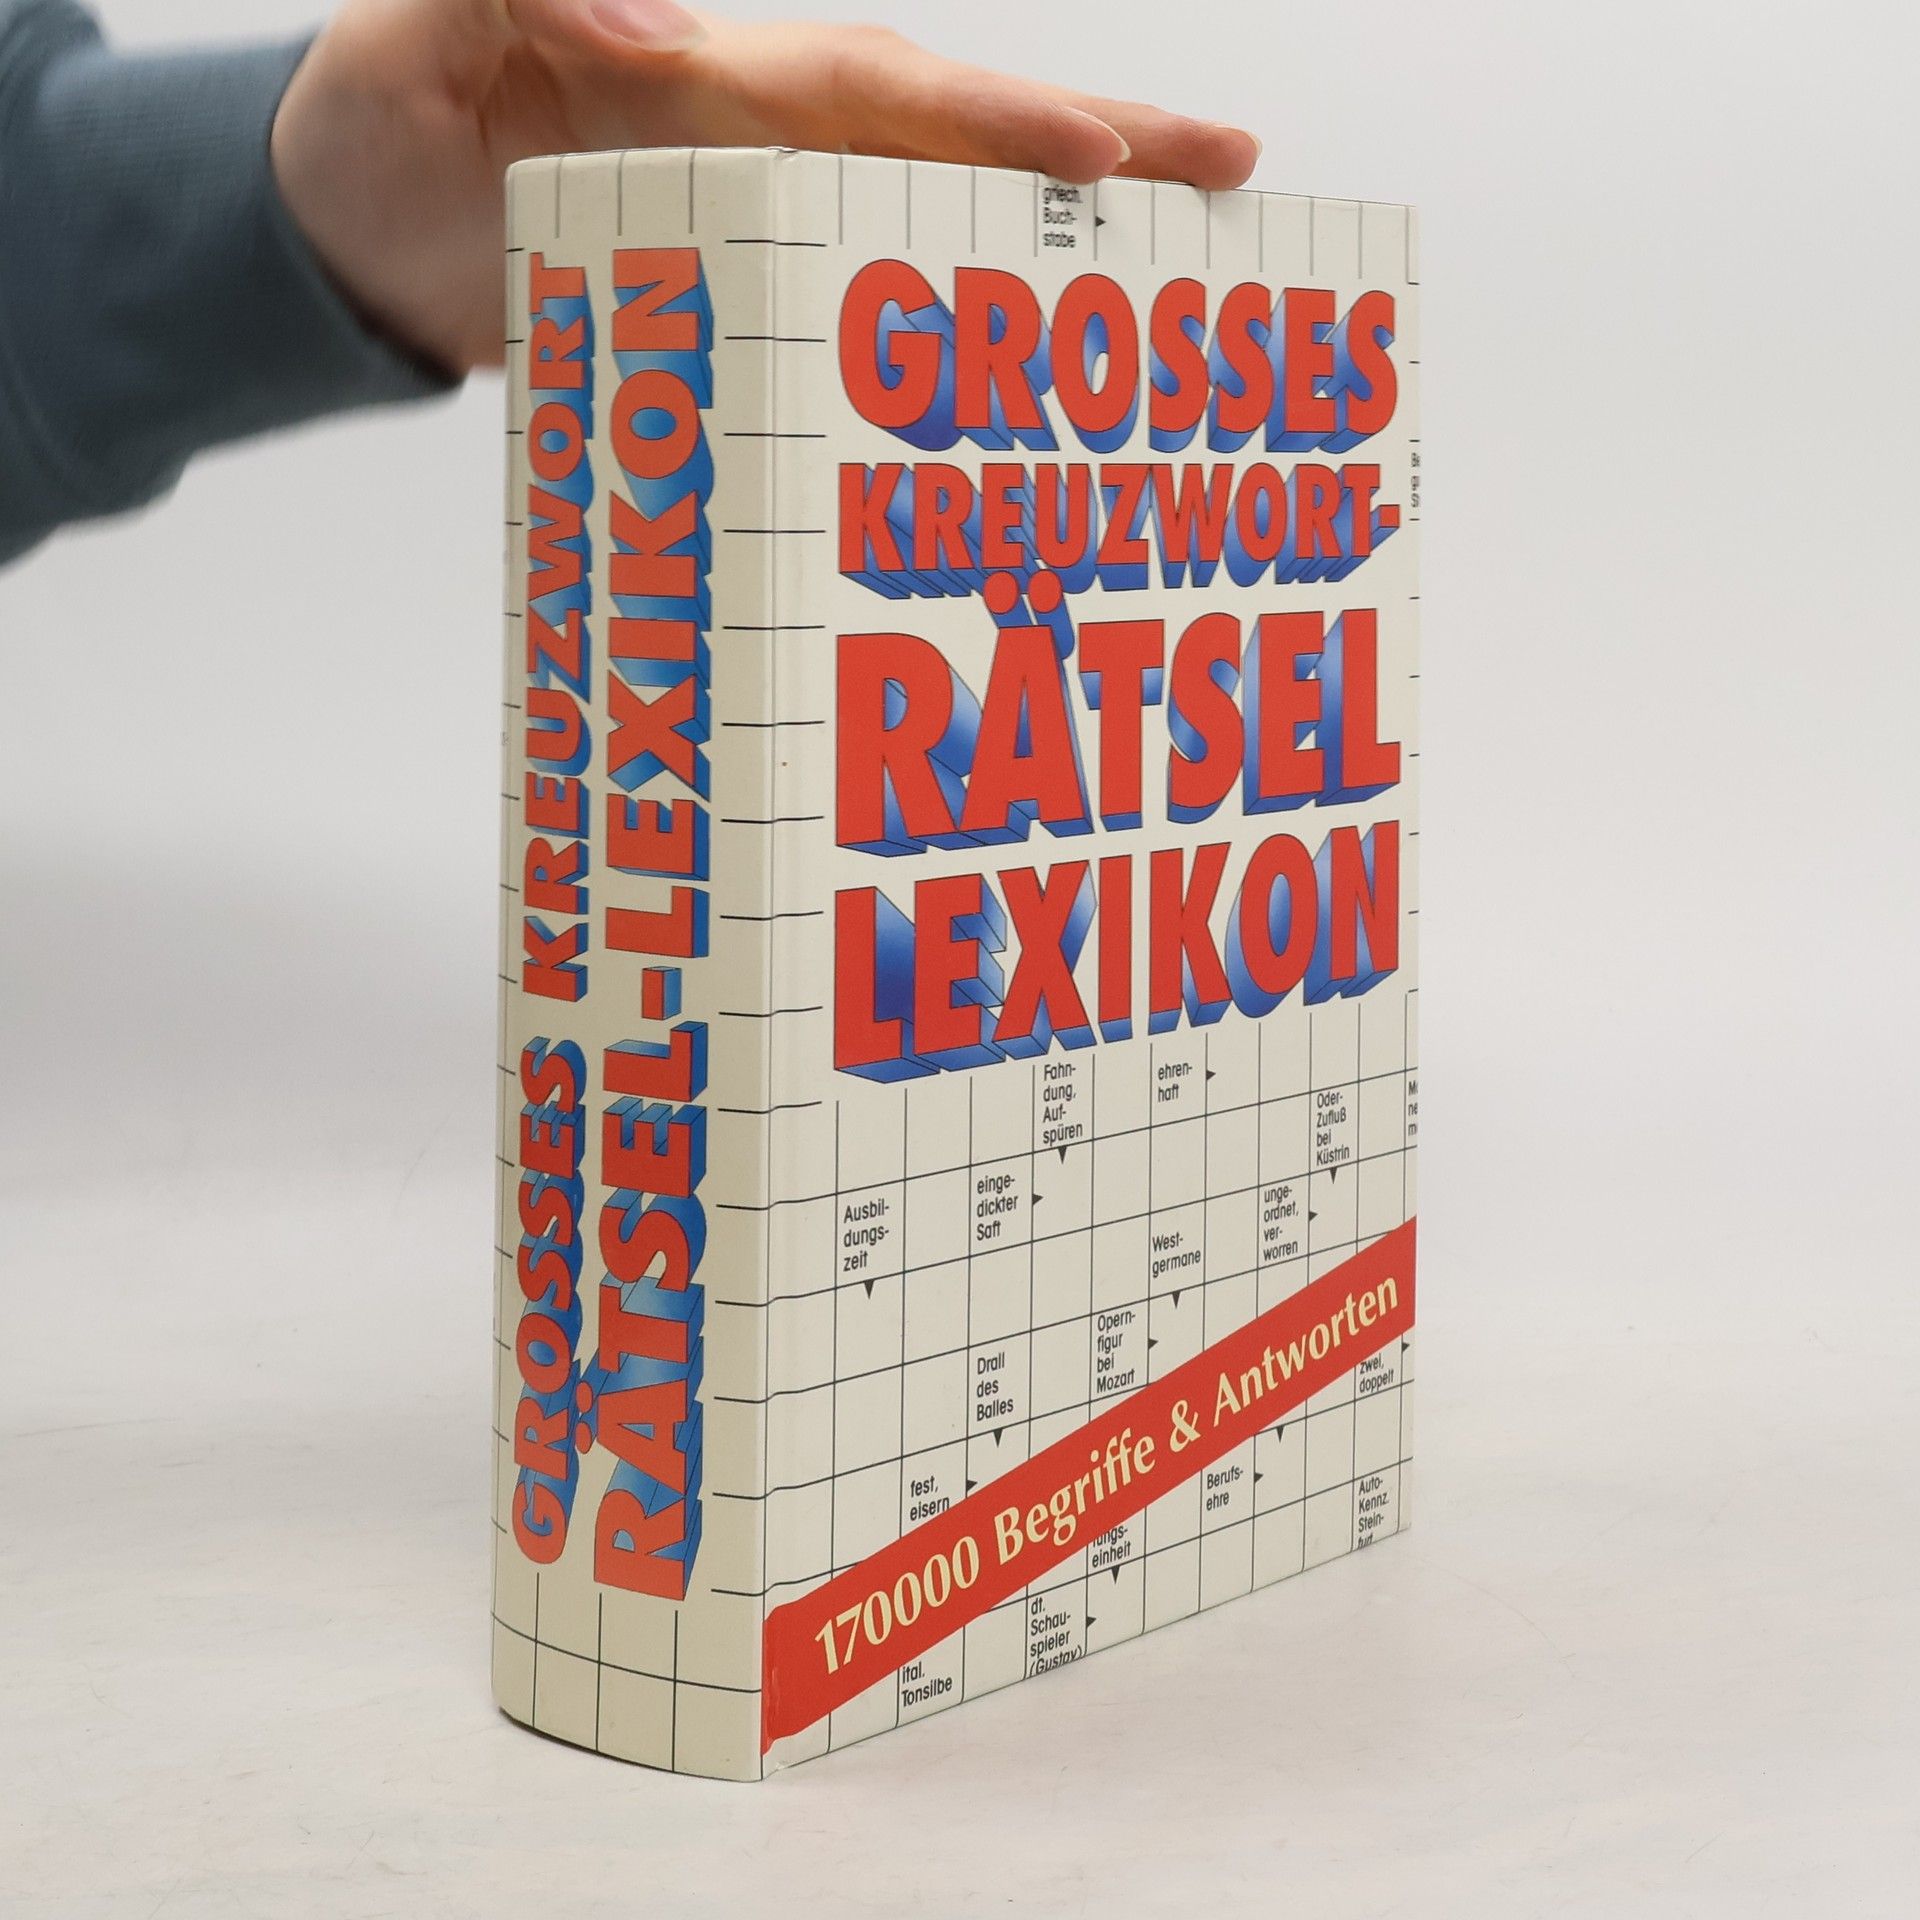 GROSSES KREUZWORT
RÄTSEL-LEXIKON
griech.
Buch-
stabe
GROSSES
KREUZWORT-
RÄTSEL
LEXIKON
Fahn-
dung,
Auf-
spüren
ehren-
haft
Oder-
Zufluß
bei
Küstrin
Ausbil-
dungs-
zeit
einge-
dickter
Saft
West-
germane
unge-
ordnet,
ver-
worren
Drall
des
Balles
Opern-
figur
bei
Mozart
zwei,
doppelt
fest,
eisern
170000 Begriffe & Antworten
einheit
Berufs-
ehre
Auto-
Kennz.
Stein-
furt
ital.
Tonsilbe
dt.
Schau-
spieler
(Gustav)